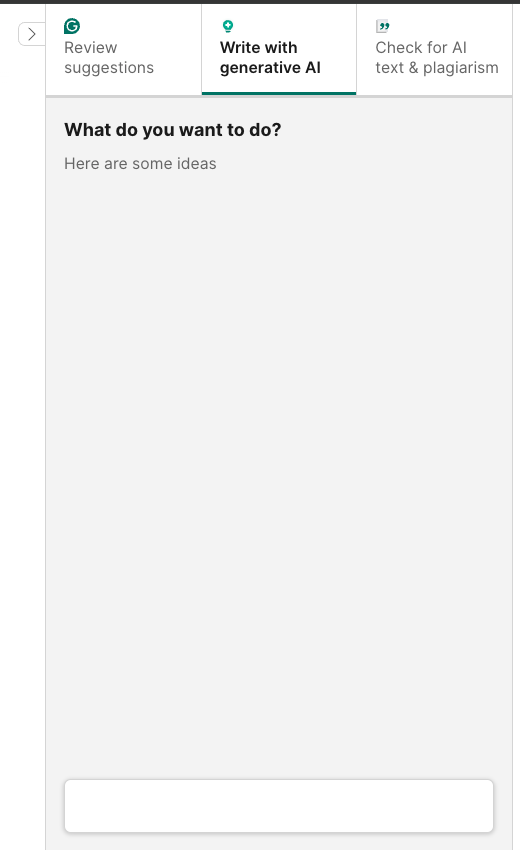 Review
suggestions
Write with
generative AI
Check for AI
text & plagiarism
What do you want to do?
Here are some ideas